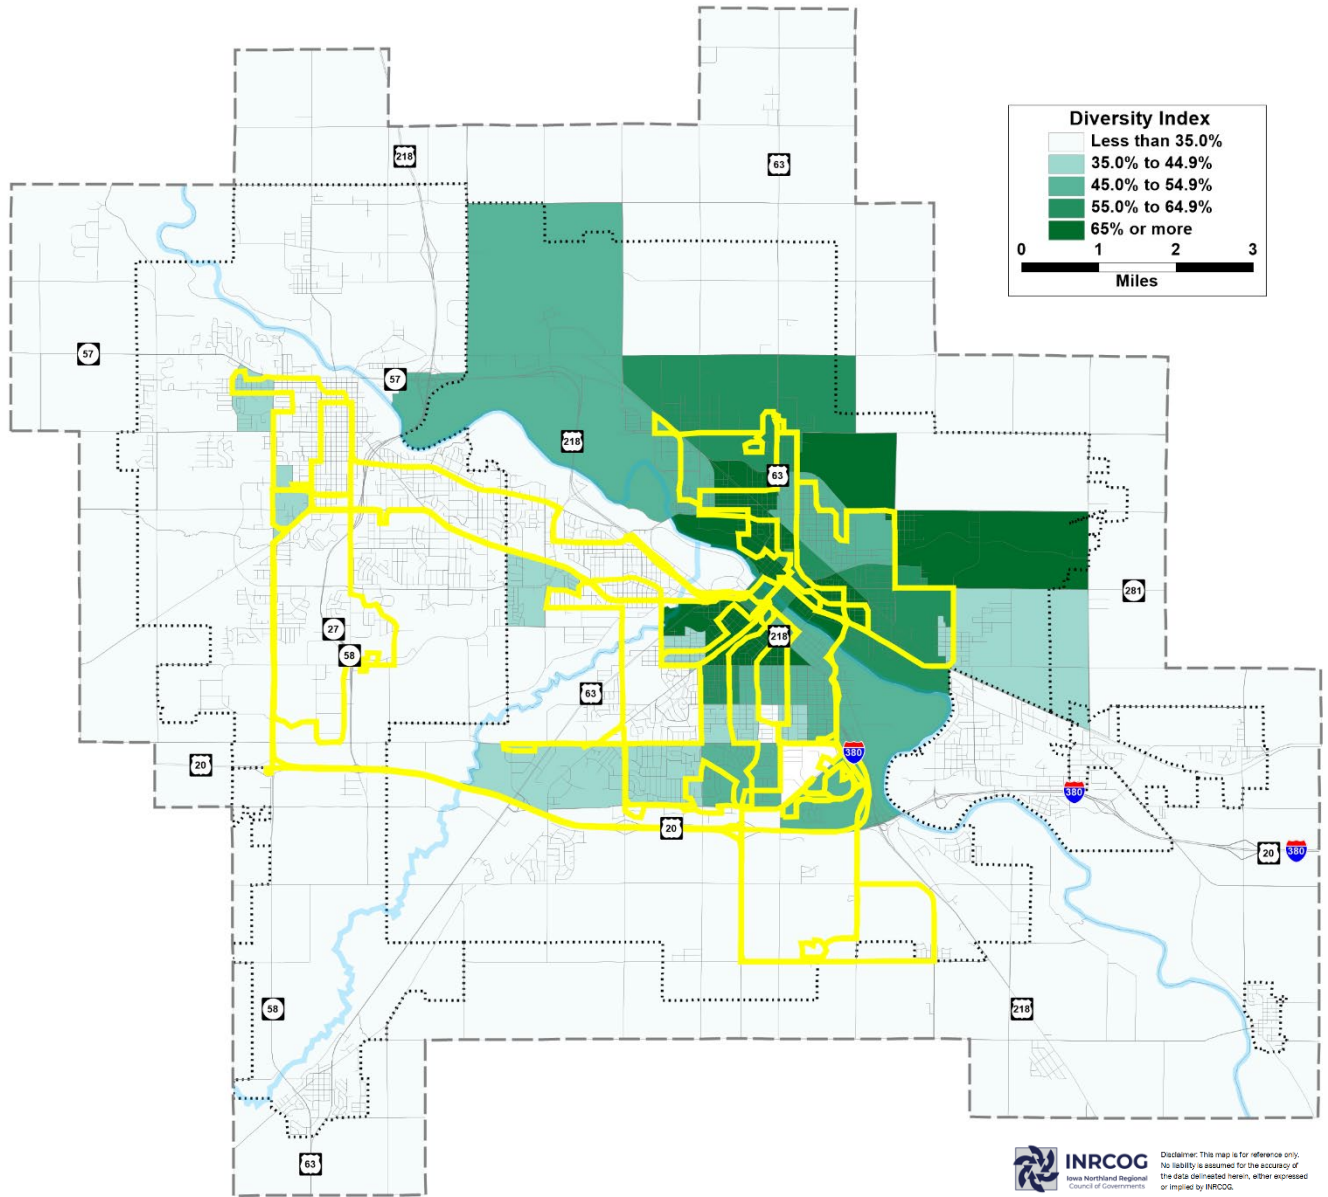 Diversity Index
Less than 35.0%
35.0% to 44.9%
45.0% to 54.9%
55.0% to 64.9%
65% or more
0 1 2 3
Miles
218
63
57
57
218
63
281
27
58
218
63
20
380
380
20
20 380
58
218
63
INRCOG
Iowa Northland Regional
Council of Governments
Disclaimer: This map is for reference only.
No liability is assumed for the accuracy of
the data delineated herein, either expressed
or implied by INRCOG.